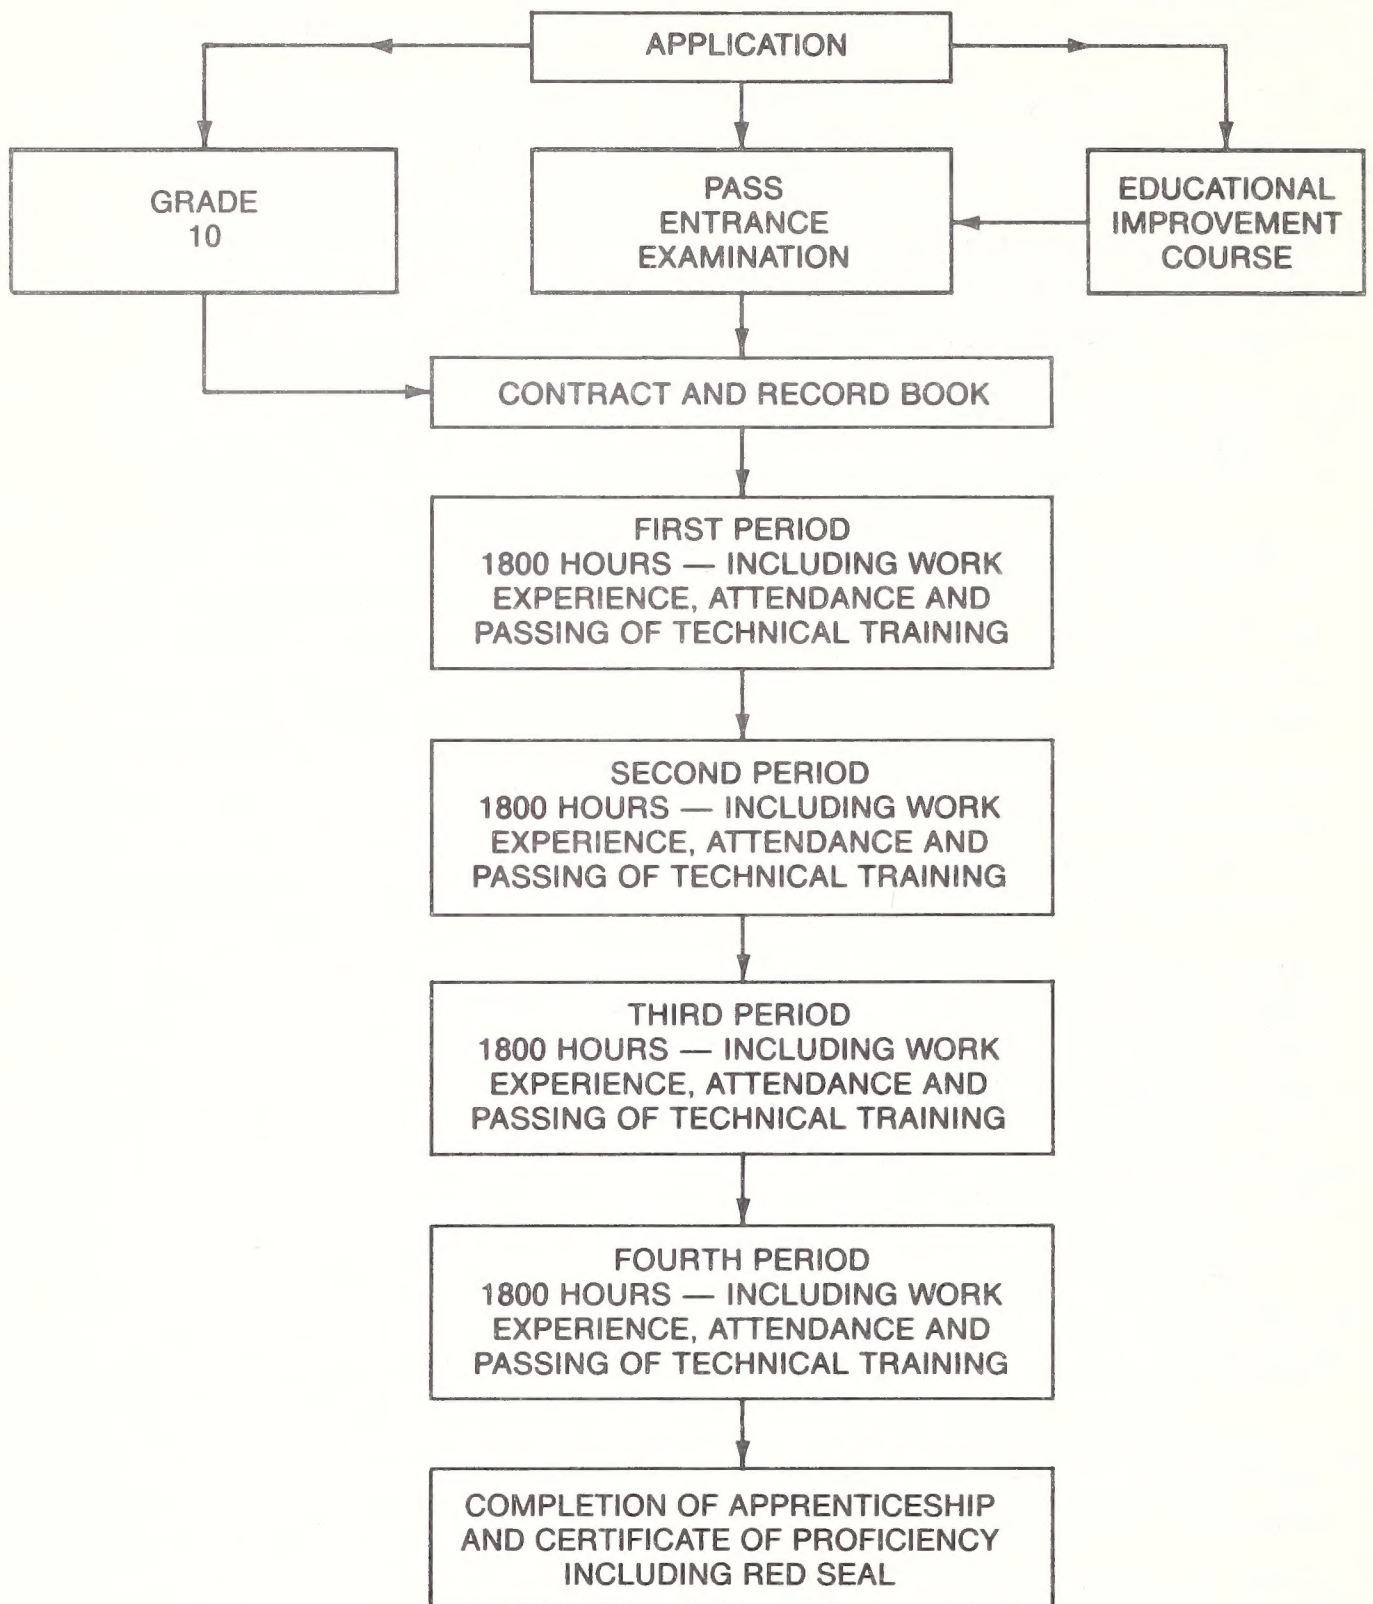 APPLICATION
GRADE
10
PASS
ENTRANCE
EXAMINATION
EDUCATIONAL
IMPROVEMENT
COURSE
CONTRACT AND RECORD BOOK
FIRST PERIOD
1800 HOURS — INCLUDING WORK
EXPERIENCE, ATTENDANCE AND
PASSING OF TECHNICAL TRAINING
SECOND PERIOD
1800 HOURS — INCLUDING WORK
EXPERIENCE, ATTENDANCE AND
PASSING OF TECHNICAL TRAINING
THIRD PERIOD
1800 HOURS — INCLUDING WORK
EXPERIENCE, ATTENDANCE AND
PASSING OF TECHNICAL TRAINING
FOURTH PERIOD
1800 HOURS — INCLUDING WORK
EXPERIENCE, ATTENDANCE AND
PASSING OF TECHNICAL TRAINING
COMPLETION OF APPRENTICESHIP
AND CERTIFICATE OF PROFICIENCY
INCLUDING RED SEAL